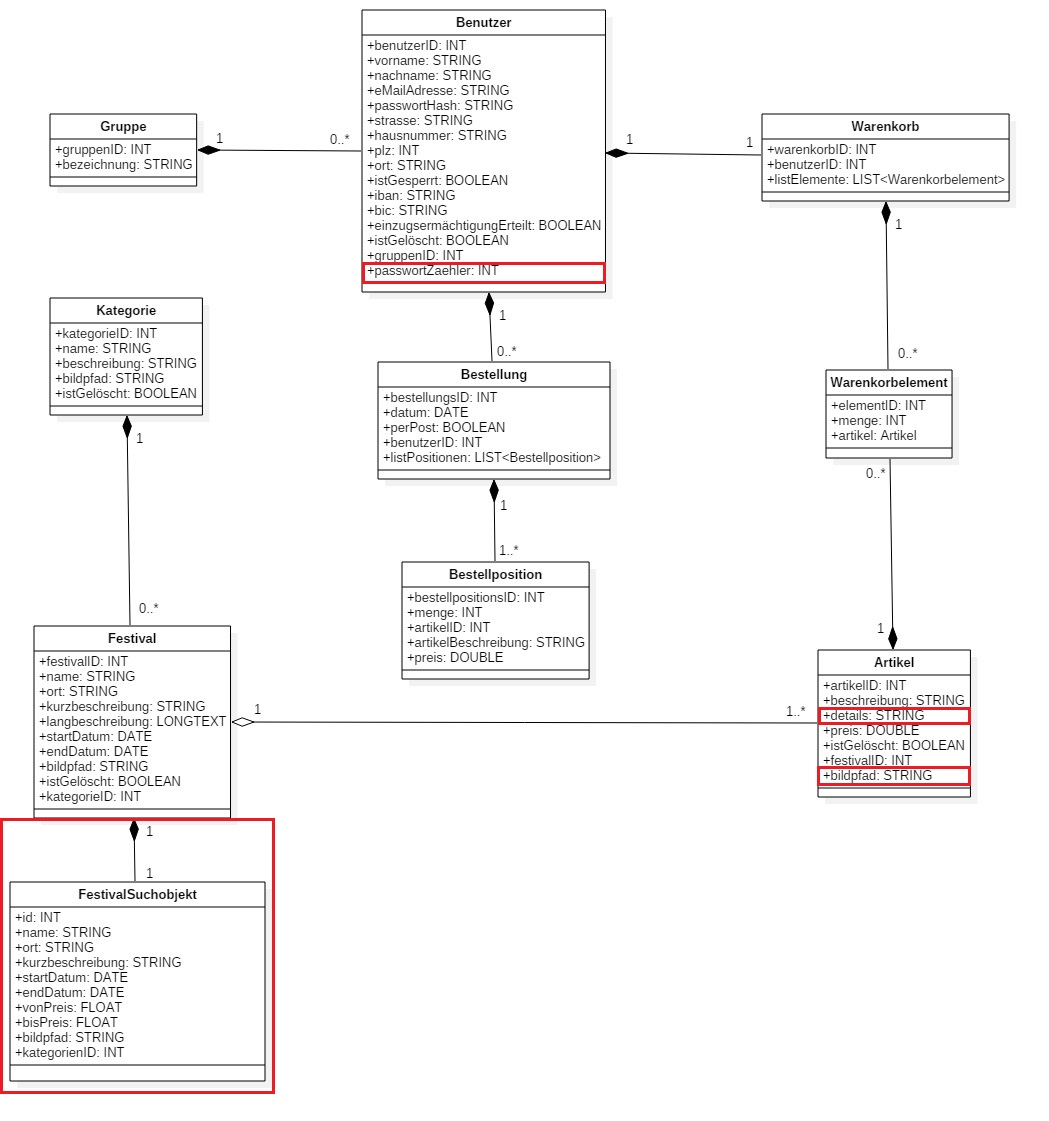 Benutzer
+benutzerID: INT
+vorname: STRING
+nachname: STRING
+eMailAdresse: STRING
+passwortHash: STRING
+strasse: STRING
+hausnummer: STRING
+plz: INT
+ort: STRING
+istGesperrt: BOOLEAN
+iban: STRING
+bic: STRING
+einzugsermächtigungErteilt: BOOLEAN
+istGelöscht: BOOLEAN
+gruppenID: INT
+passwortZaehler: INT
Gruppe
+gruppenID: INT
+bezeichnung: STRING
1
0..*
1
1
Warenkorb
+warenkorbID: INT
+benutzerID: INT
+listElemente: LIST<Warenkorbelement>
1
0..*
Kategorie
+kategorieID: INT
+name: STRING
+beschreibung: STRING
+bildpfad: STRING
+istGelöscht: BOOLEAN
1
0..*
1
0..*
Bestellung
+bestellungsID: INT
+datum: DATE
+perPost: BOOLEAN
+benutzerID: INT
+listPositionen: LIST<Bestellposition>
1
1..*
Warenkorbelement
+elementID: INT
+menge: INT
+artikel: Artikel
0..*
1
Bestellposition
+bestellpositionsID: INT
+menge: INT
+artikelID: INT
+artikelBeschreibung: STRING
+preis: DOUBLE
Festival
+festivalID: INT
+name: STRING
+ort: STRING
+kurzbeschreibung: STRING
+langbeschreibung: LONGTEXT
+startDatum: DATE
+endDatum: DATE
+bildpfad: STRING
+istGelöscht: BOOLEAN
+kategorieID: INT
1
1..*
Artikel
+artikelID: INT
+beschreibung: STRING
+details: STRING
+preis: DOUBLE
+istGelöscht: BOOLEAN
+festivalID: INT
+bildpfad: STRING
1
1
FestivalSuchobjekt
+id: INT
+name: STRING
+ort: STRING
+kurzbeschreibung: STRING
+startDatum: DATE
+endDatum: DATE
+vonPreis: FLOAT
+bisPreis: FLOAT
+bildpfad: STRING
+kategorienID: INT